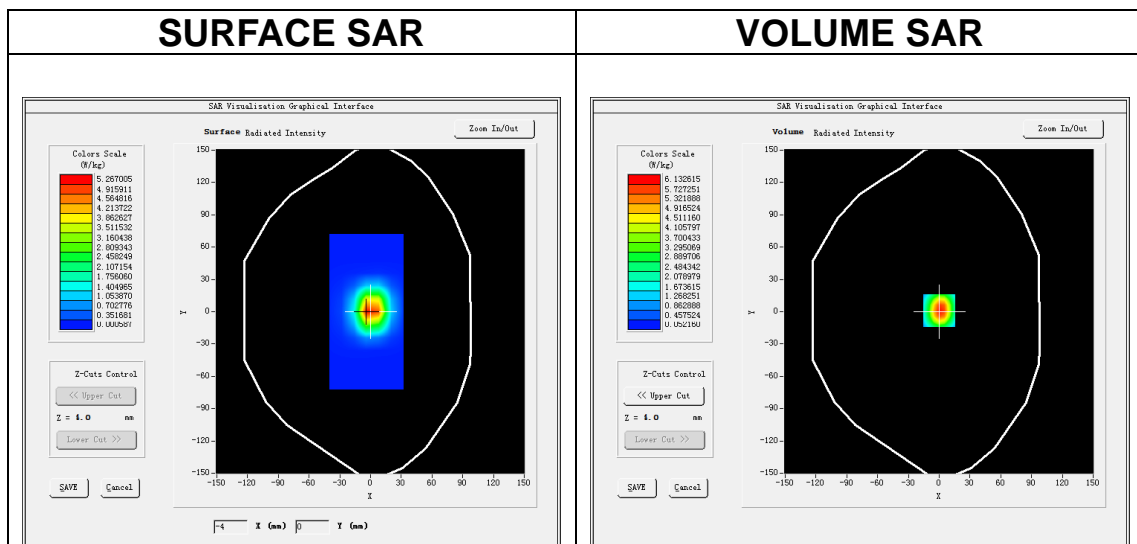 SURFACE SAR
VOLUME SAR
SAR Visualisation Graphical Interface
Surface Radiated Intensity
Zoom In/Out
Colors Scale
(W/kg)
5.267005
4.915911
4.564816
4.213722
3.862627
3.511532
3.160438
2.809343
2.458249
2.107154
1.756060
1.404965
1.053870
0.702776
0.351681
0.000587
150
120
90
60
30
0
-30
-60
-90
-120
-150
Y
-150 -120 -90 -60 -30 0 30 60 90 120 150
X
Z-Cuts Control
<< Upper Cut
Z = 4.0 mm
Lower Cut >>
SAVE Cancel
-4 X (mm) 0 Y (mm)
SAR Visualisation Graphical Interface
Volume Radiated Intensity
Zoom In/Out
Colors Scale
(W/kg)
6.132615
5.727251
5.321888
4.916524
4.511160
4.105797
3.700433
3.295069
2.889706
2.484342
2.078979
1.673615
1.268251
0.862888
0.457524
0.052160
150
120
90
60
30
0
-30
-60
-90
-120
-150
Y
-150 -120 -90 -60 -30 0 30 60 90 120 150
X
Z-Cuts Control
<< Upper Cut
Z = 4.0 mm
Lower Cut >>
SAVE Cancel